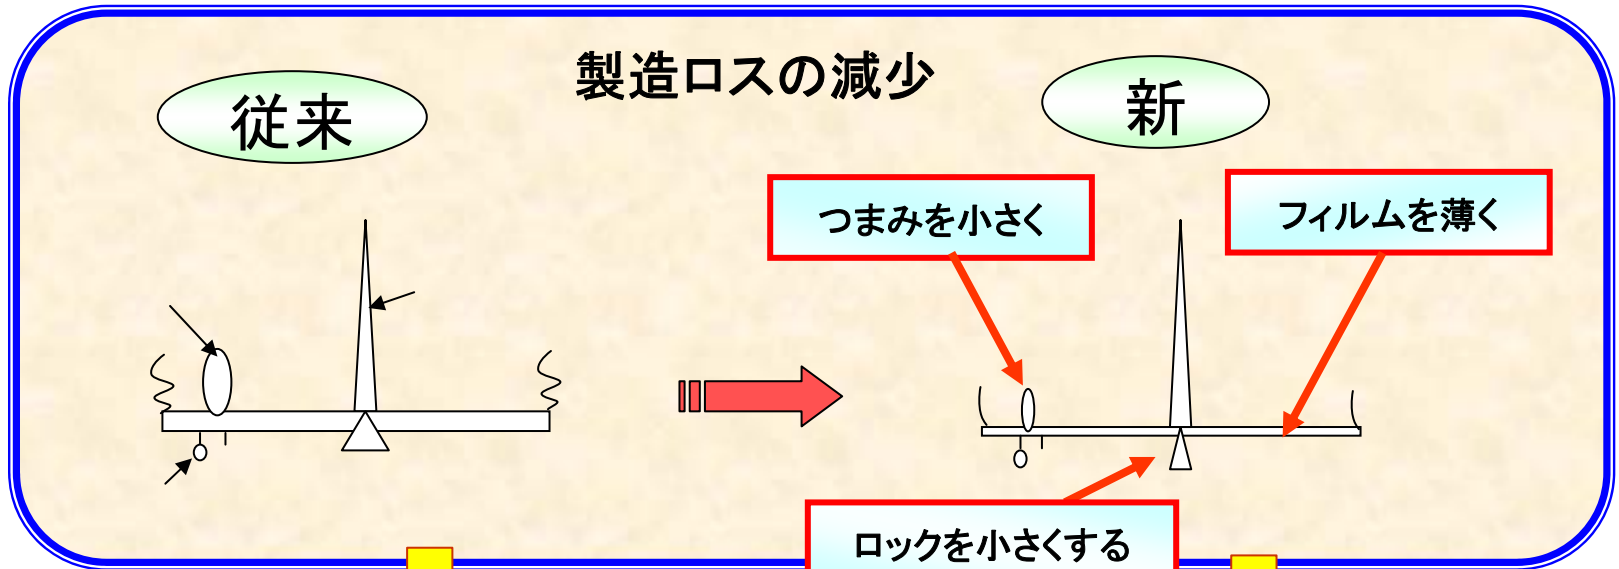 製造ロスの減少
従来
新
つまみを小さく
フィルムを薄く
ロックを小さくする